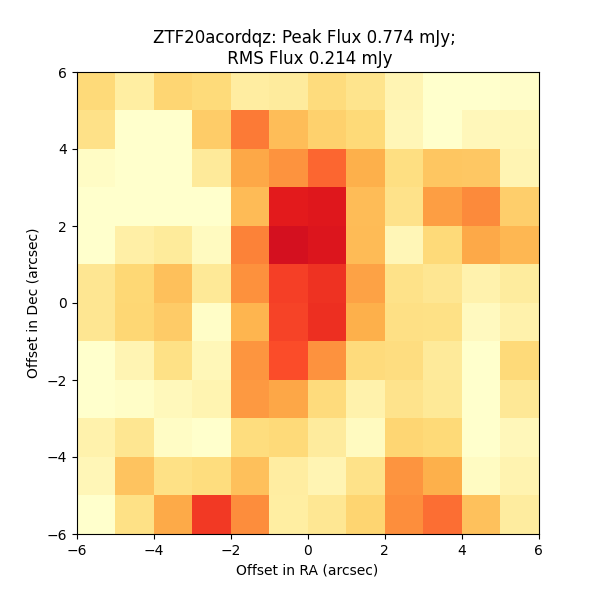 ZTF20acordqz: Peak Flux 0.774 mJy;
RMS Flux 0.214 mJy
6
4
2
0
−2
−4
−6
Offset in Dec (arcsec)
−6 −4 −2 0 2 4 6
Offset in RA (arcsec)